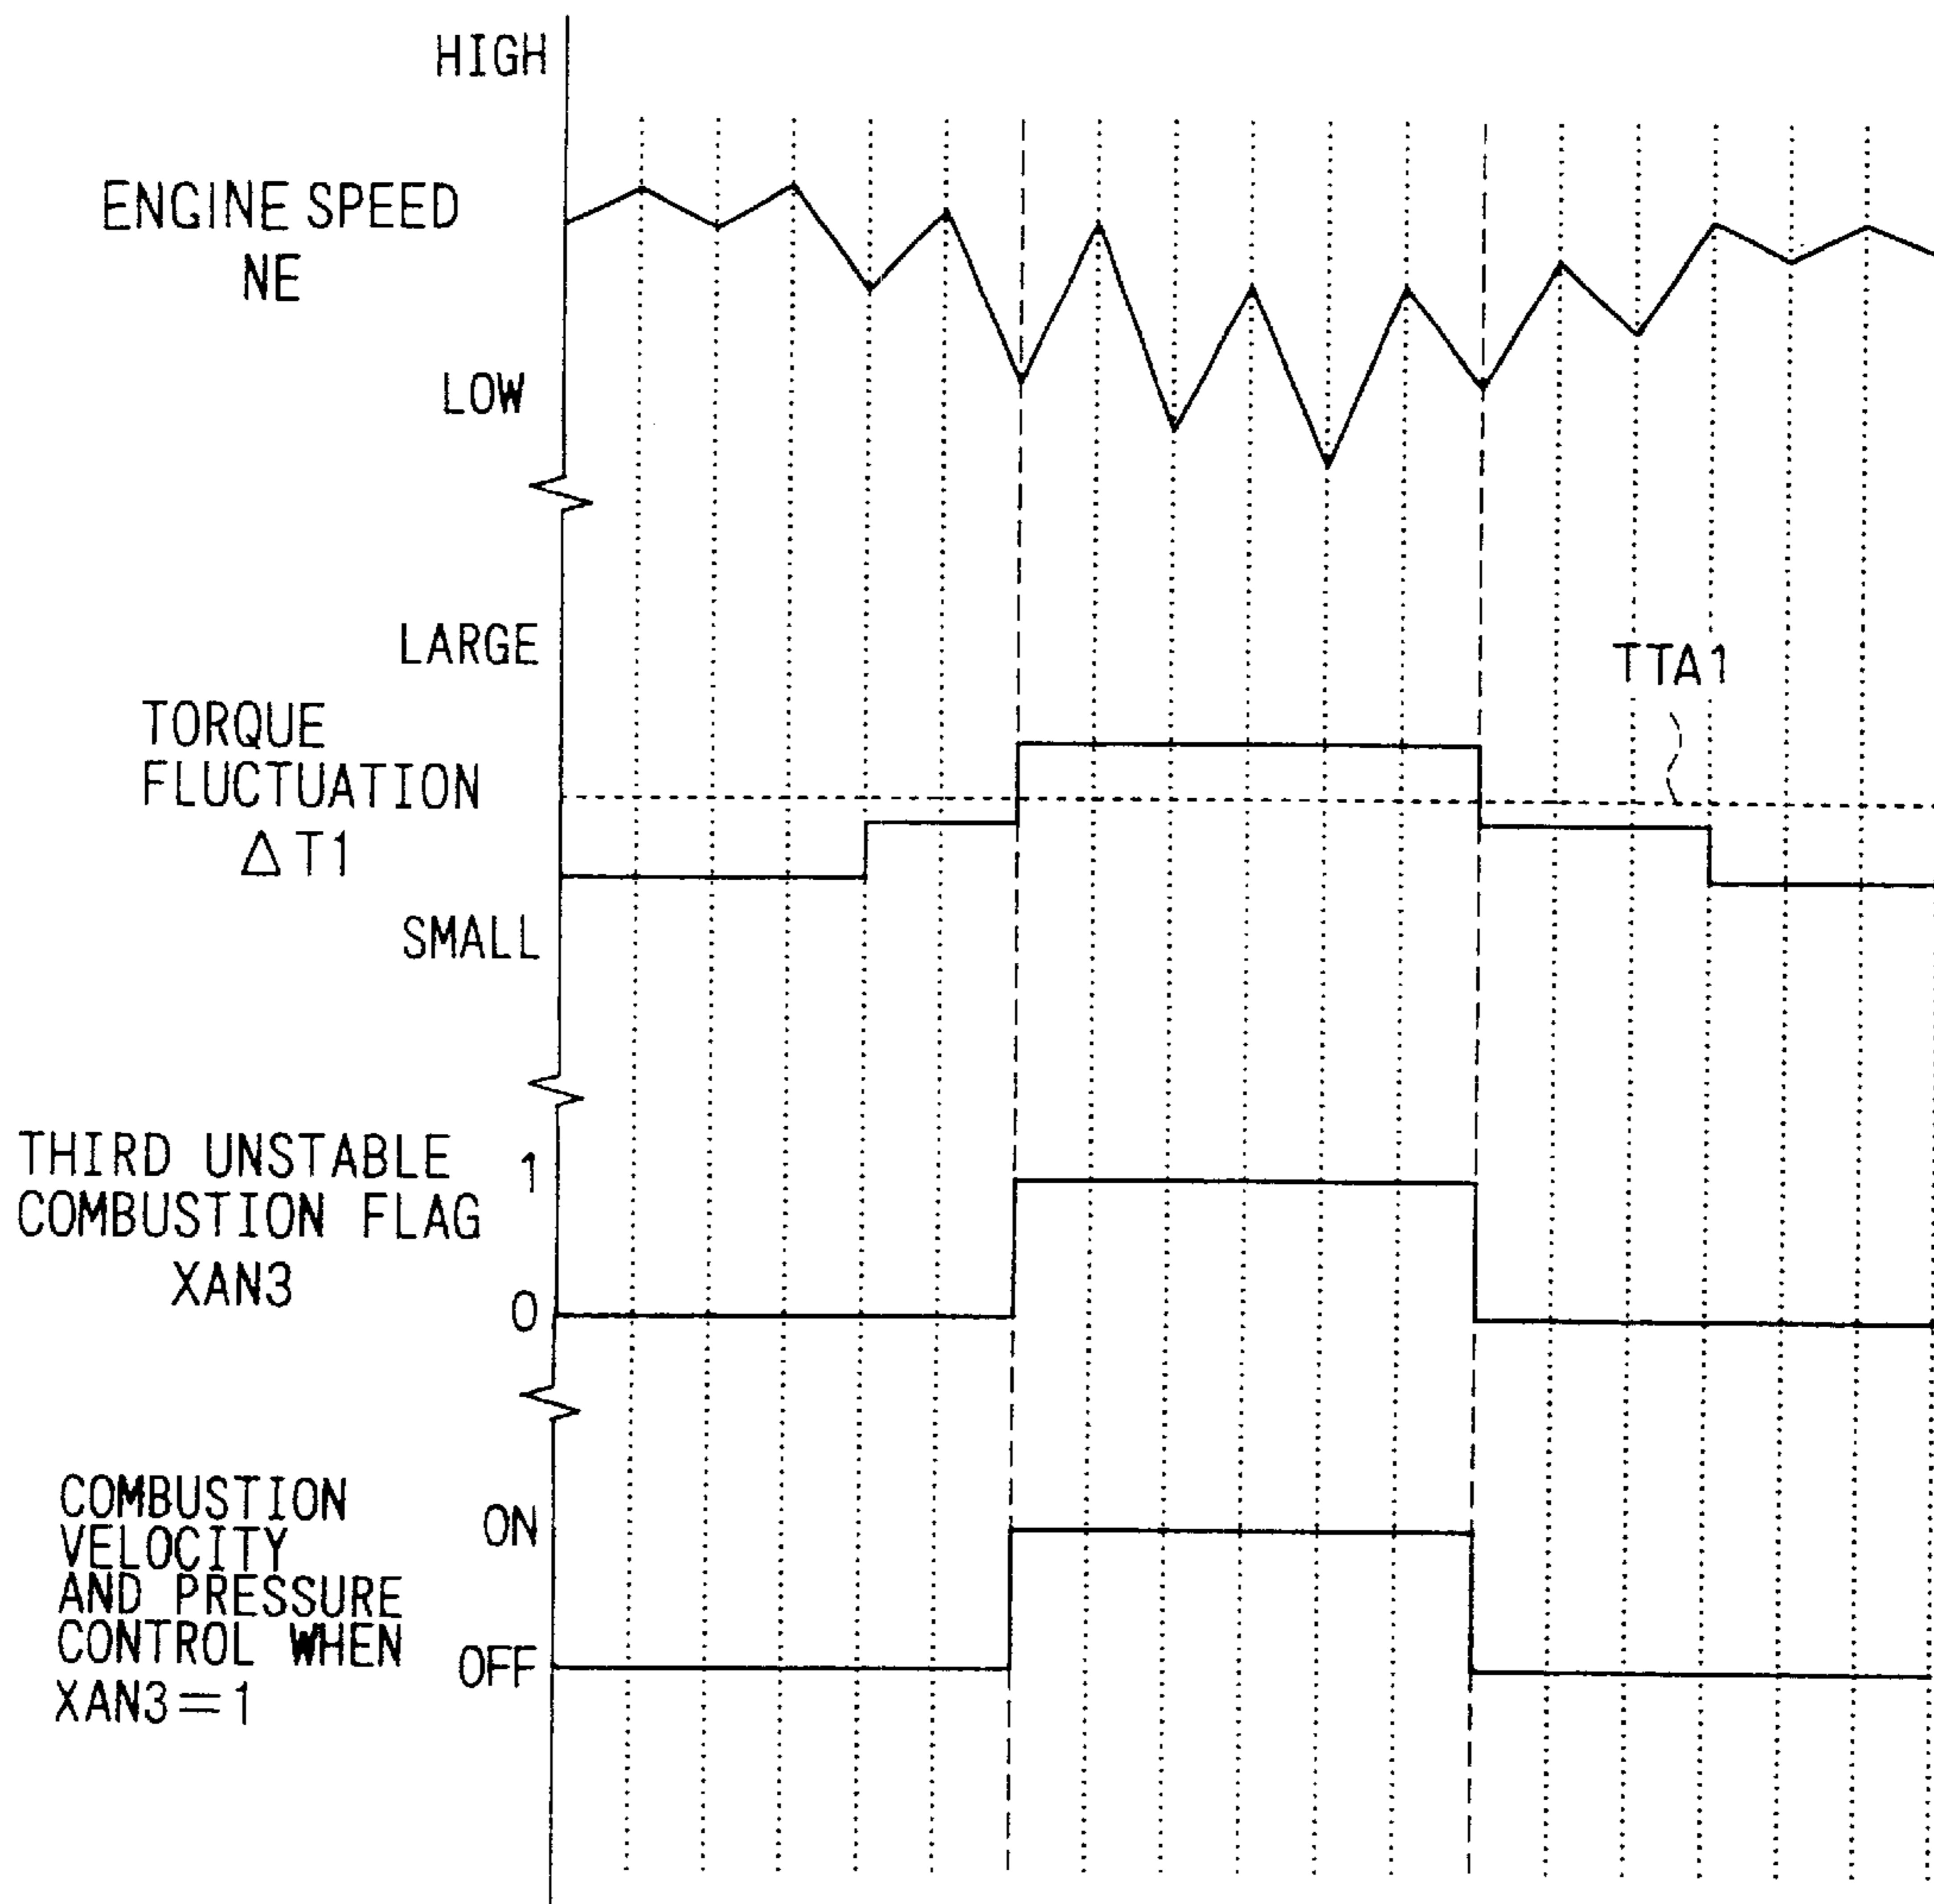 HIGH
ENGINE SPEED
NE
LOW
LARGE
TTA1
TORQUE
FLUCTUATION
△T1
SMALL
THIRD UNSTABLE
COMBUSTION FLAG
XAN3
1
0
COMBUSTION
VELOCITY
AND PRESSURE
CONTROL WHEN
XAN3=1
ON
OFF